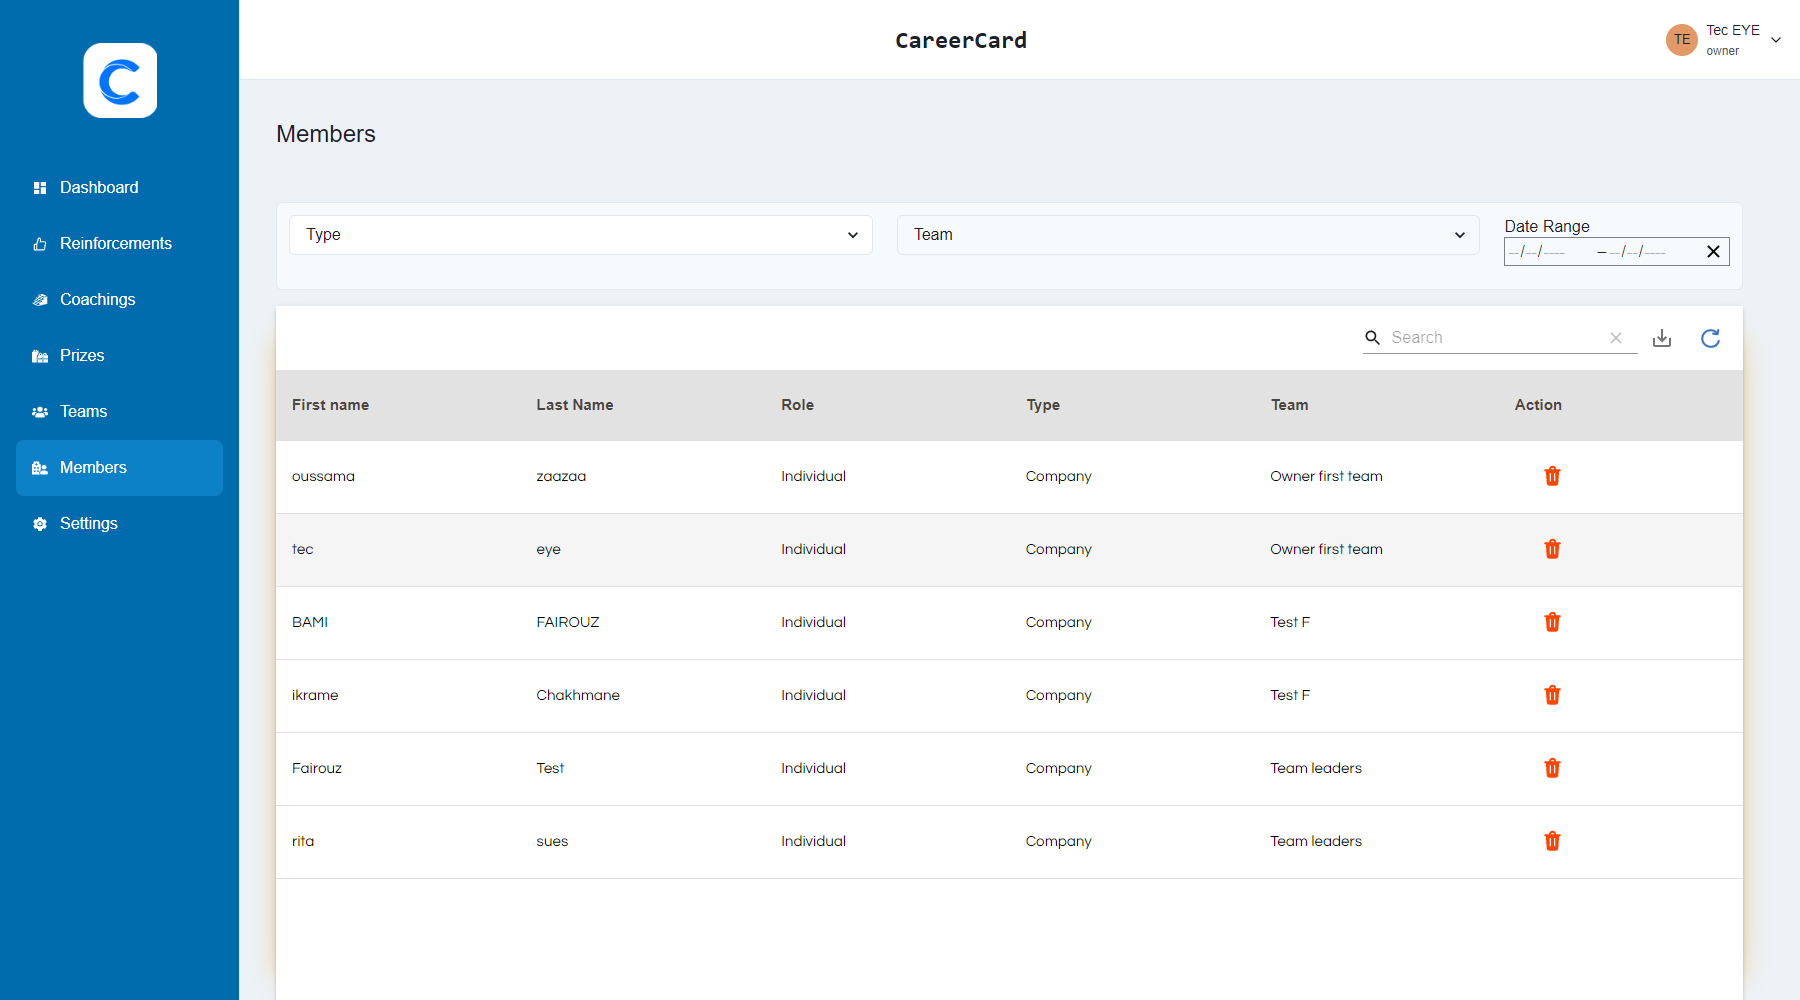 CareerCard
TE
Tec EYE
owner
Dashboard
Reinforcements
Coachings
Prizes
Teams
Members
Settings
Members
Type
Team
Date Range
--/--/---- – --/--/----
Search
First name Last Name Role Type Team Action
oussama zaazaa Individual Company Owner first team
tec eye Individual Company Owner first team
BAMI FAIROUZ Individual Company Test F
ikrame Chakhmane Individual Company Test F
Fairouz Test Individual Company Team leaders
rita sues Individual Company Team leaders